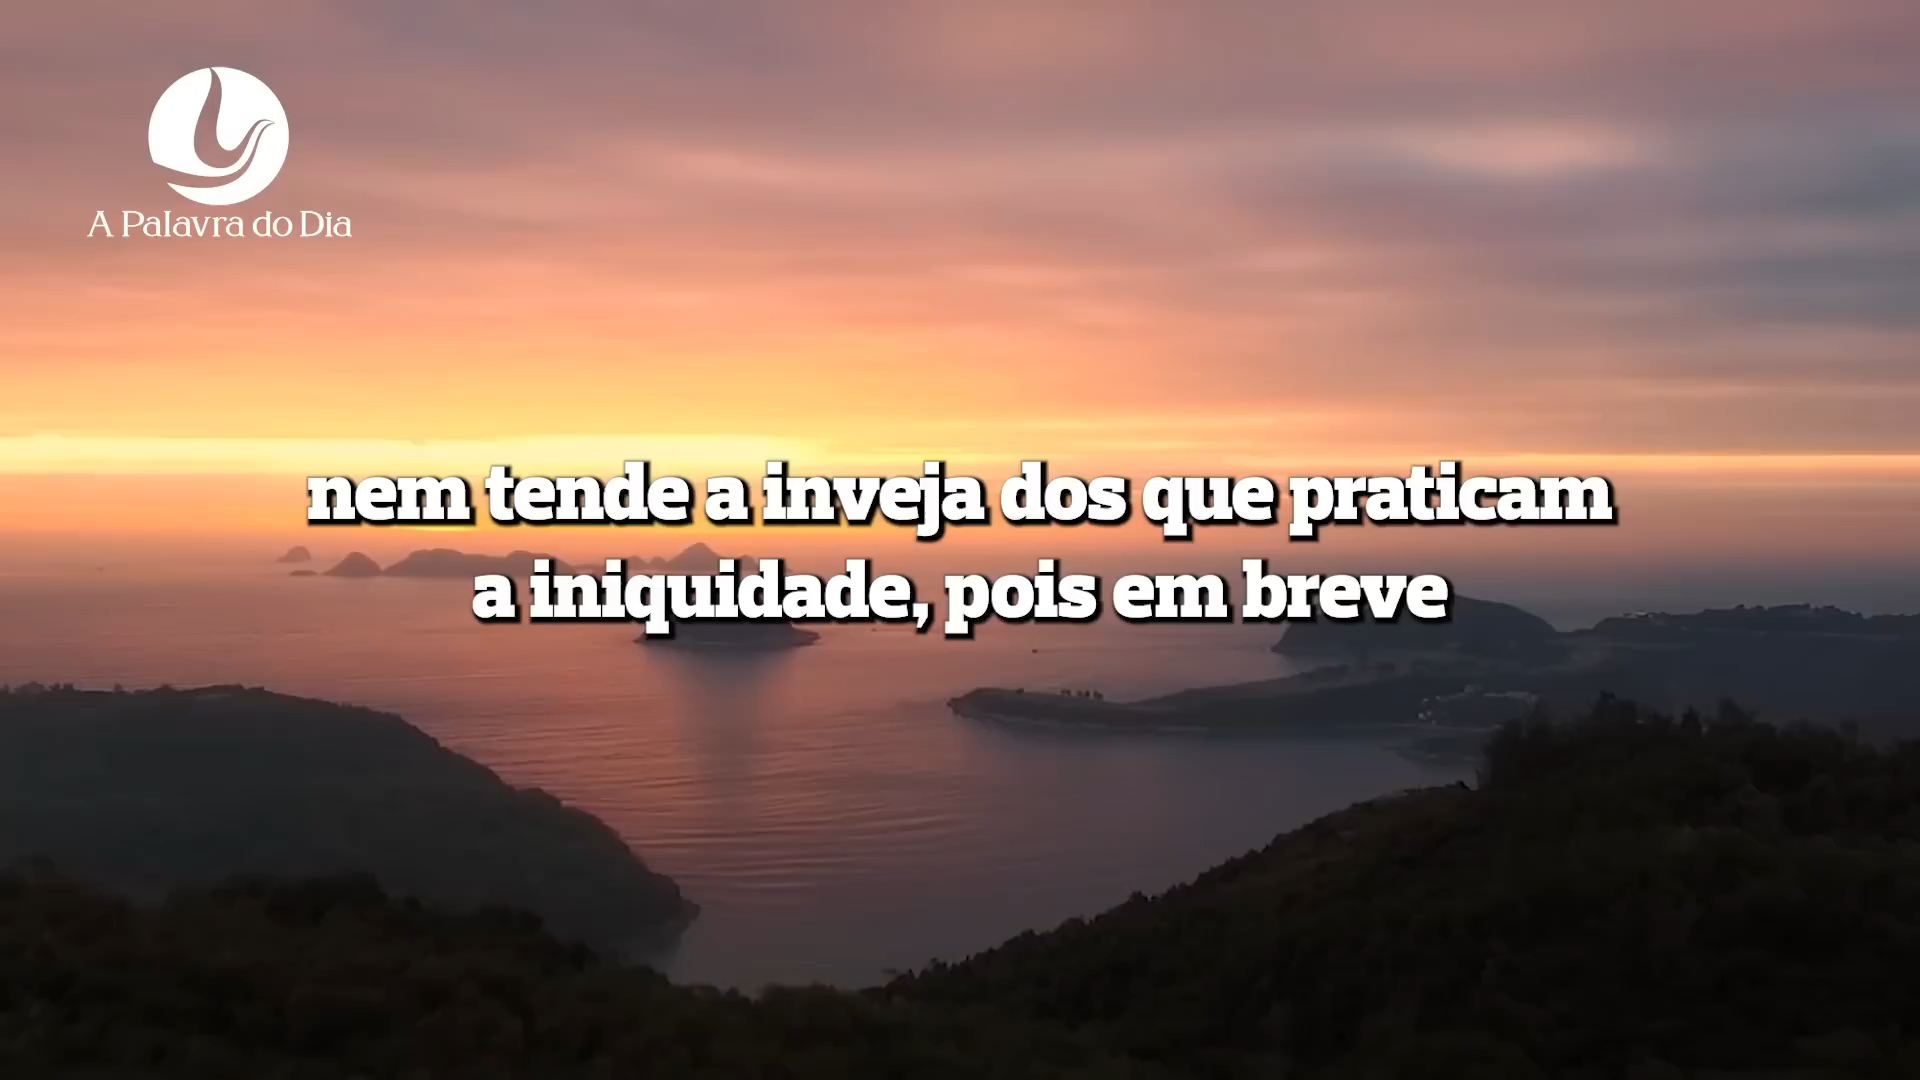 A Palavra do Dia
nem tende a inveja dos que praticam
a iniquidade, pois em breve